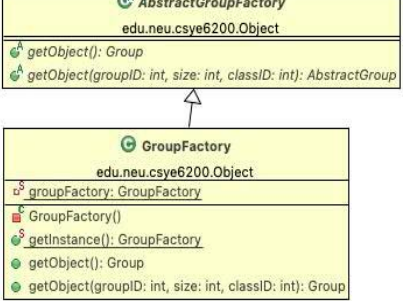 AbstractGroupFactory
edu.neu.csye6200.Object
getObject(): Group
getObject(groupID: int, size: int, classID: int): AbstractGroup
GroupFactory
edu.neu.csye6200.Object
groupFactory: GroupFactory
GroupFactory()
getInstance(): GroupFactory
getObject(): Group
getObject(groupID: int, size: int, classID: int): Group